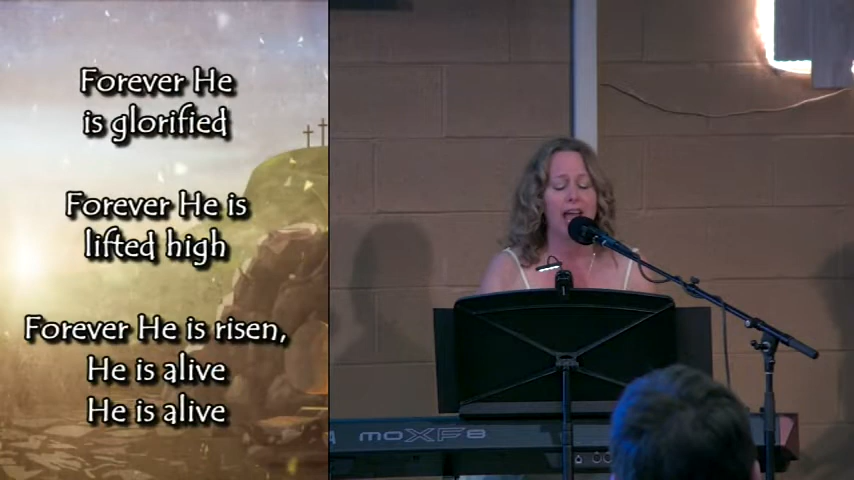 Forever He
is glorified
Forever He is
lifted high
Forever He is risen,
He is alive
He is alive
MOXF8